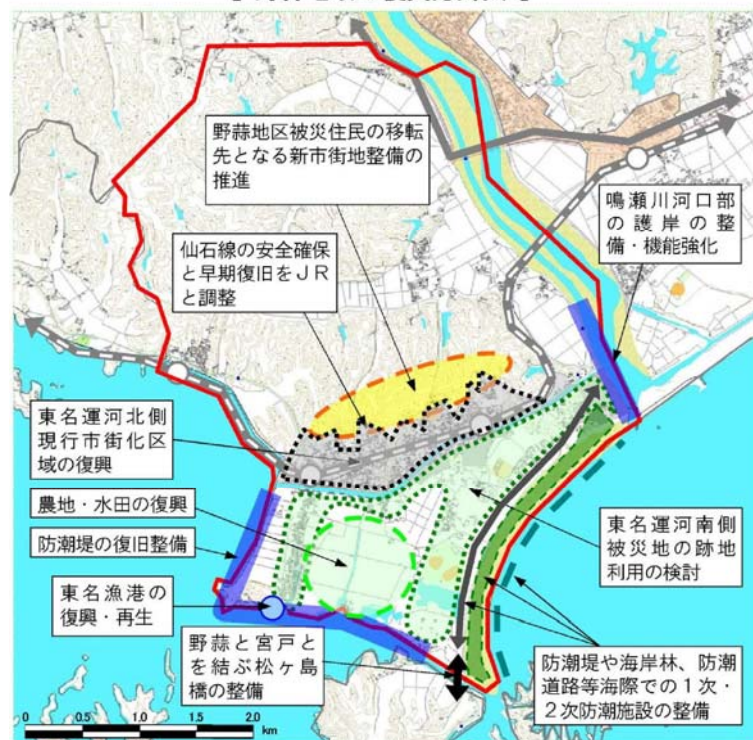 野蒜地区被災住民の移転
先となる新市街地整備の
推進
鳴瀬川河口部
の護岸の整
備・機能強化
仙石線の安全確保
と早期復旧をＪＲ
と調整
東名運河北側
現行市街化区
域の復興
農地・水田の復興
防潮堤の復旧整備
東名漁港の
復興・再生
東名運河南側
被災地の跡地
利用の検討
野蒜と宮戸と
を結ぶ松ヶ島
橋の整備
防潮堤や海岸林、防潮
道路等海際での１次・
２次防潮施設の整備
0 0.5 1.0 1.5 2.0
km